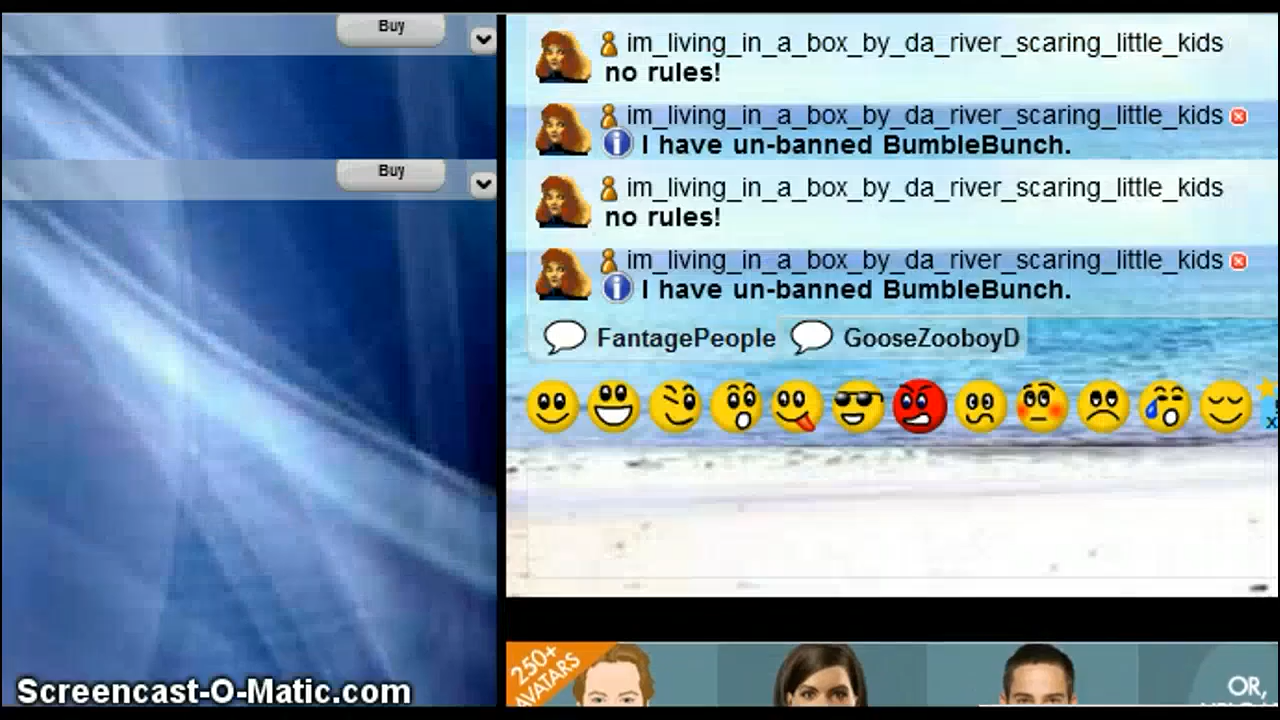 Buy
Buy
im_living_in_a_box_by_da_river_scaring_little_kids
no rules!
im_living_in_a_box_by_da_river_scaring_little_kids
I have un-banned BumbleBunch.
im_living_in_a_box_by_da_river_scaring_little_kids
no rules!
im_living_in_a_box_by_da_river_scaring_little_kids
I have un-banned BumbleBunch.
FantagePeople GooseZooboyD
x
250+
AVATARS
OR,
Screencast-O-Matic.com